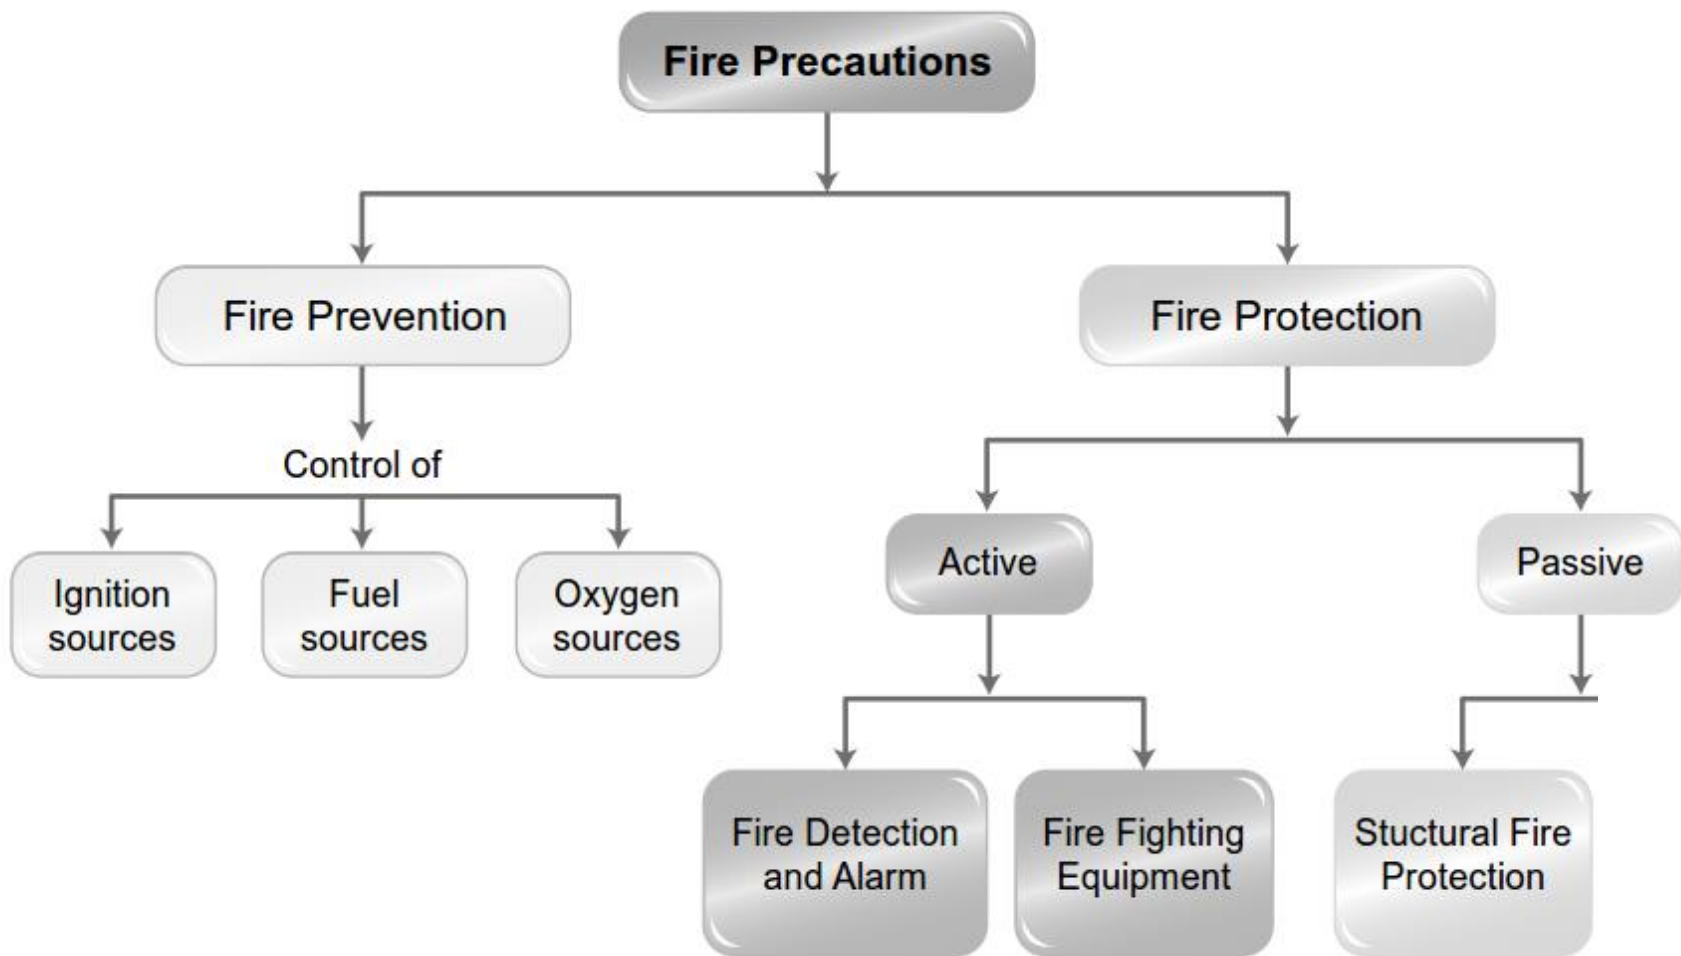 Fire Precautions
Fire Prevention
Fire Protection
Control of
Ignition
sources
Fuel
sources
Oxygen
sources
Active
Passive
Fire Detection
and Alarm
Fire Fighting
Equipment
Stuctural Fire
Protection